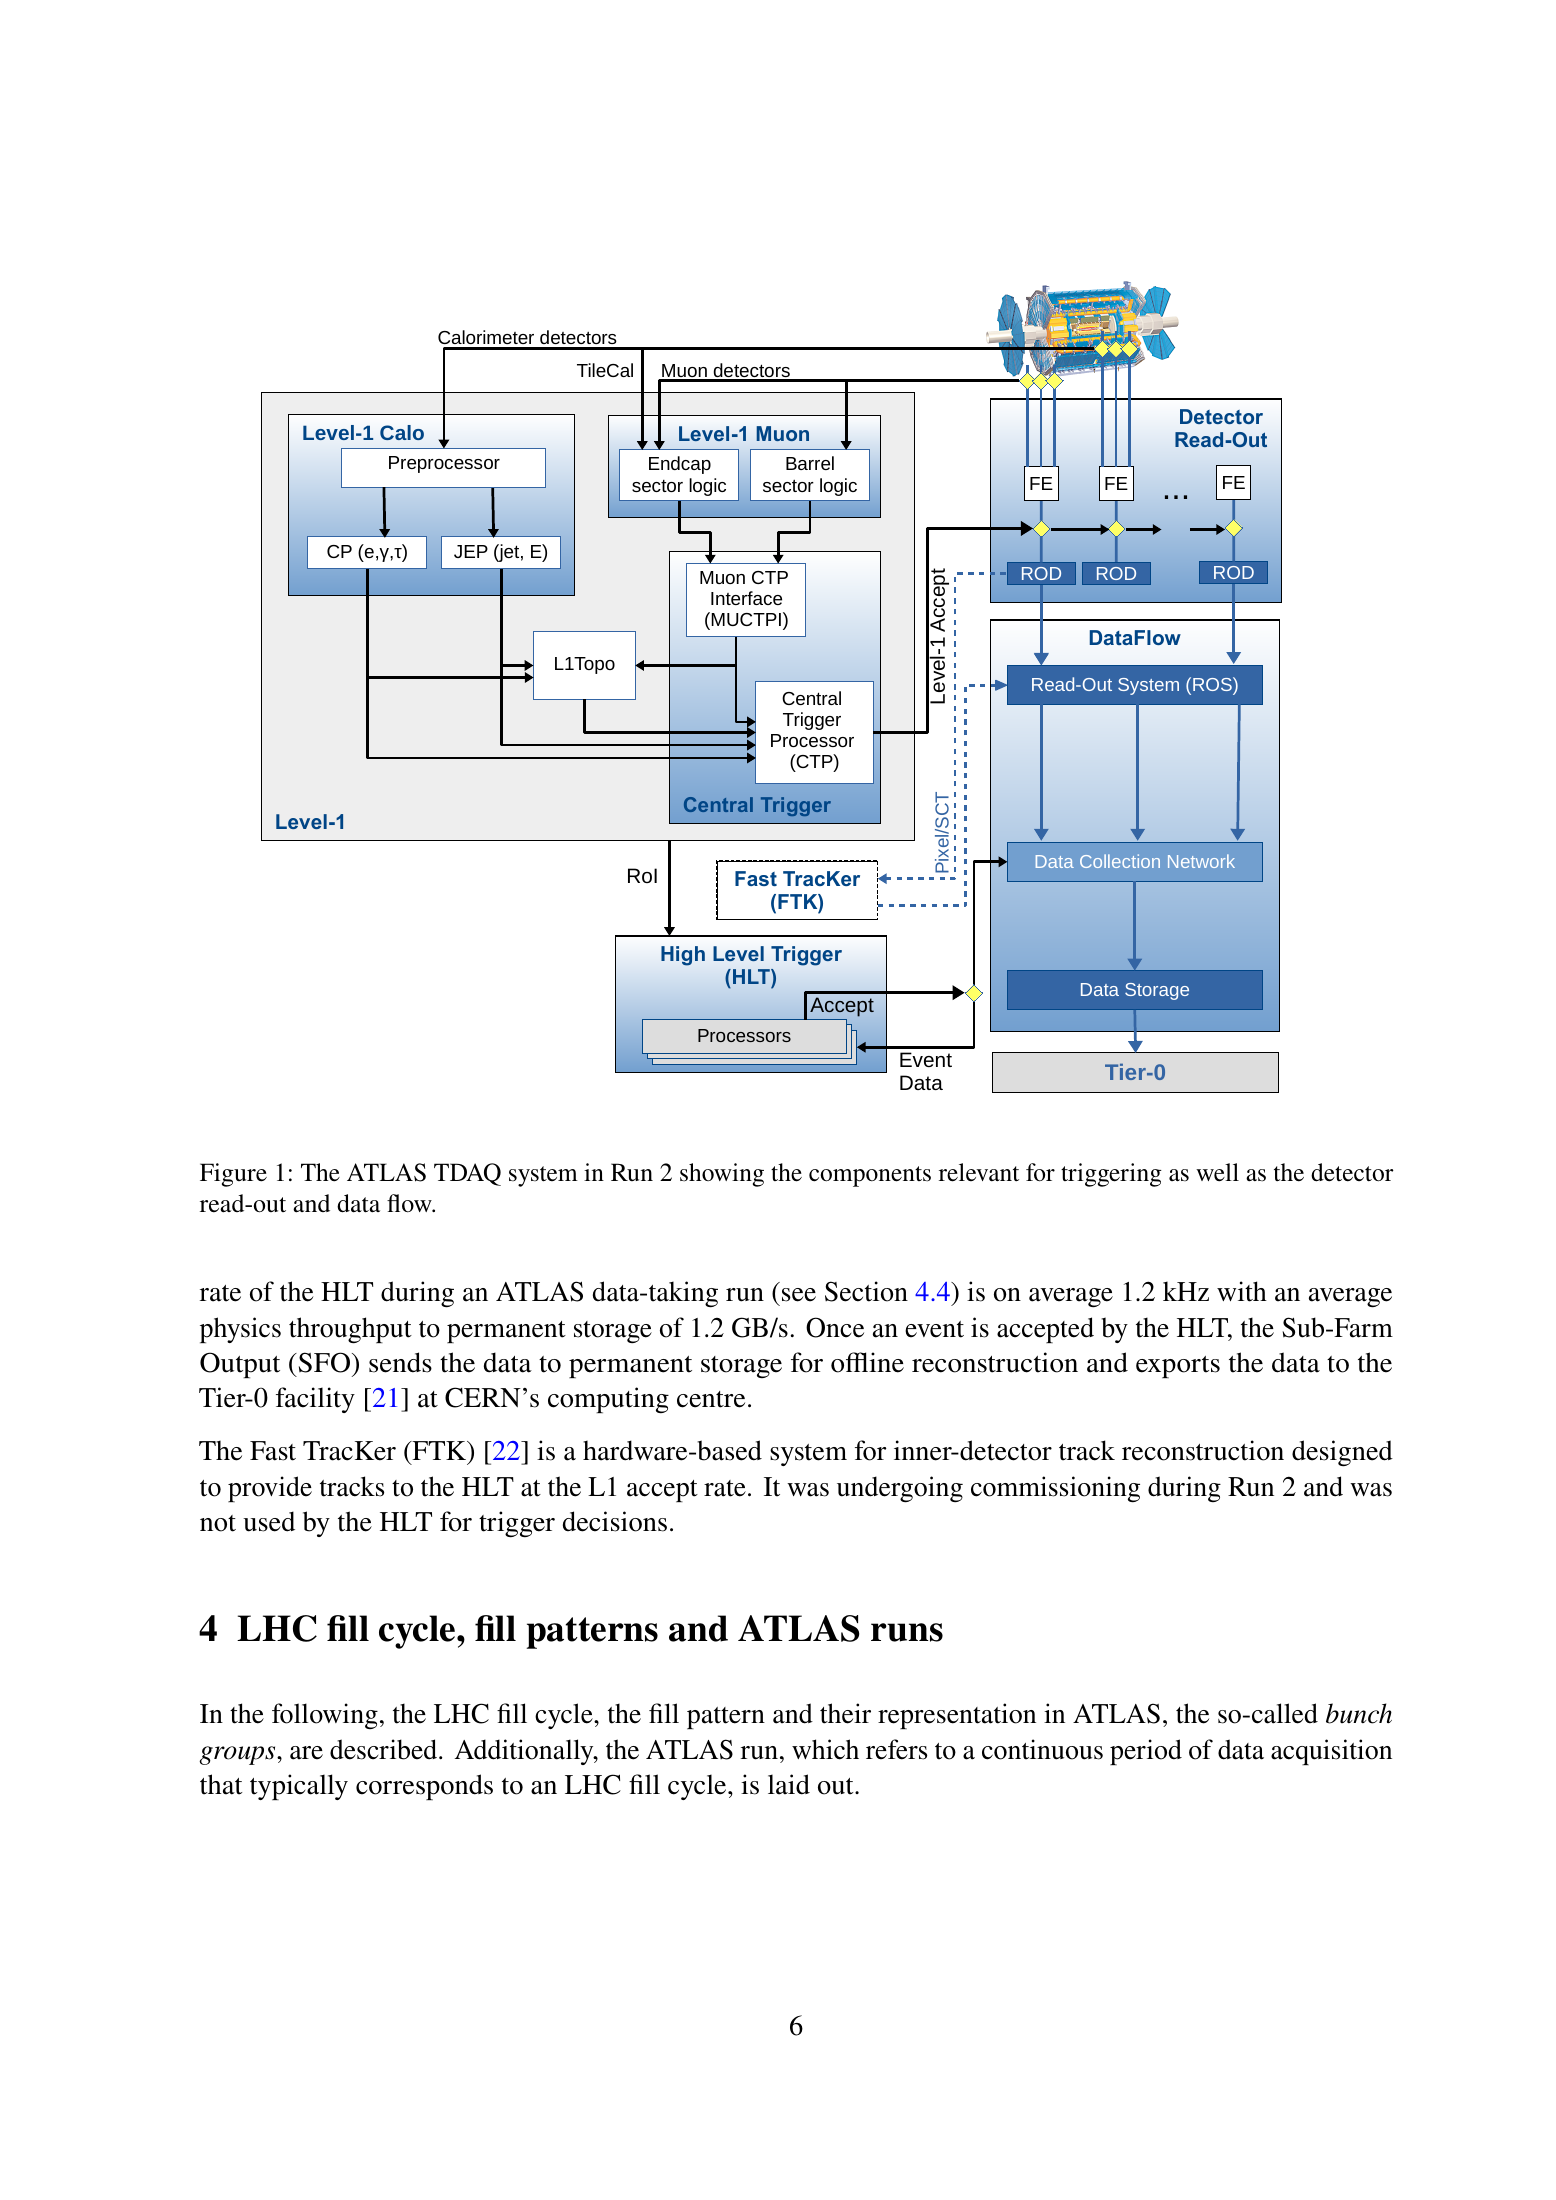 Calorimeter detectors
TileCal
Muon detectors
Detector
Read-Out
Level-1 Calo
Level-1 Muon
Preprocessor
Endcap
sector logic
Barrel
sector logic
FE
FE
...
FE
CP (e,γ,τ)
JEP (jet, E)
Muon CTP
Interface
(MUCTPI)
ROD
ROD
ROD
Level-1 Accept
DataFlow
L1Topo
Read-Out System (ROS)
Central
Trigger
Processor
(CTP)
Central Trigger
Level-1
Pixel/SCT
RoI
Fast TracKer
(FTK)
Data Collection Network
High Level Trigger
(HLT)
Accept
Data Storage
Processors
Event
Data
Tier-0
Figure 1: The ATLAS TDAQ system in Run 2 showing the components relevant for triggering as well as the detector
read-out and data flow.
rate of the HLT during an ATLAS data-taking run (see Section 4.4) is on average 1.2 kHz with an average
physics throughput to permanent storage of 1.2 GB/s. Once an event is accepted by the HLT, the Sub-Farm
Output (SFO) sends the data to permanent storage for offline reconstruction and exports the data to the
Tier-0 facility [21] at CERN's computing centre.
The Fast TracKer (FTK) [22] is a hardware-based system for inner-detector track reconstruction designed
to provide tracks to the HLT at the L1 accept rate. It was undergoing commissioning during Run 2 and was
not used by the HLT for trigger decisions.
4 LHC fill cycle, fill patterns and ATLAS runs
In the following, the LHC fill cycle, the fill pattern and their representation in ATLAS, the so-called bunch
groups, are described. Additionally, the ATLAS run, which refers to a continuous period of data acquisition
that typically corresponds to an LHC fill cycle, is laid out.
6